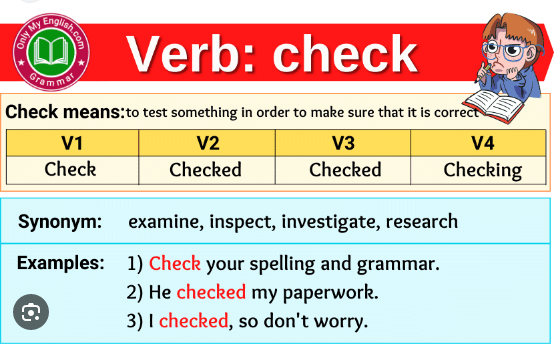 Only My English.com
Grammar
Verb: check
Check means:to test something in order to make sure that it is correct
V1 V2 V3 V4
Check Checked Checked Checking
Synonym: examine, inspect, investigate, research
Examples: 1) Check your spelling and grammar.
2) He checked my paperwork.
3) I checked, so don't worry.